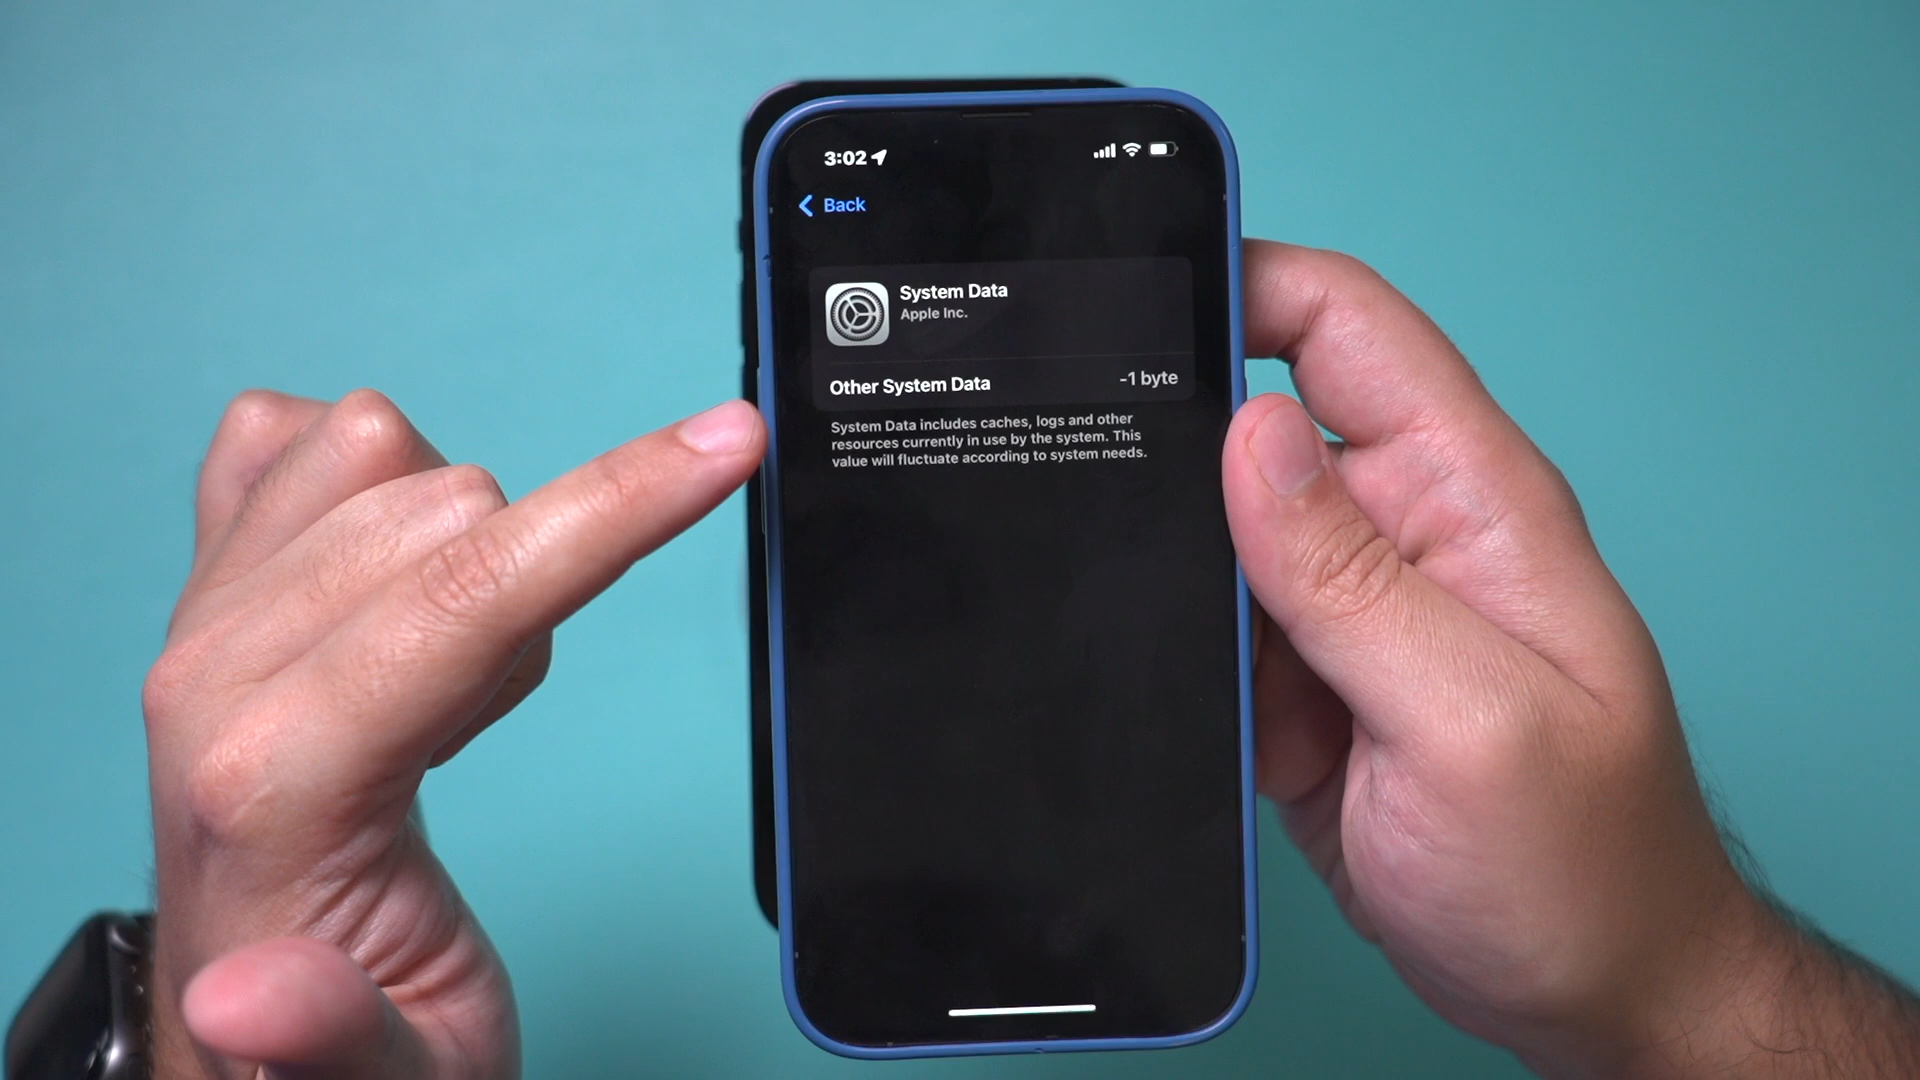 3:02
Back
System Data
Apple Inc.
Other System Data -1 byte
System Data includes caches, logs and other
resources currently in use by the system. This
value will fluctuate according to system needs.